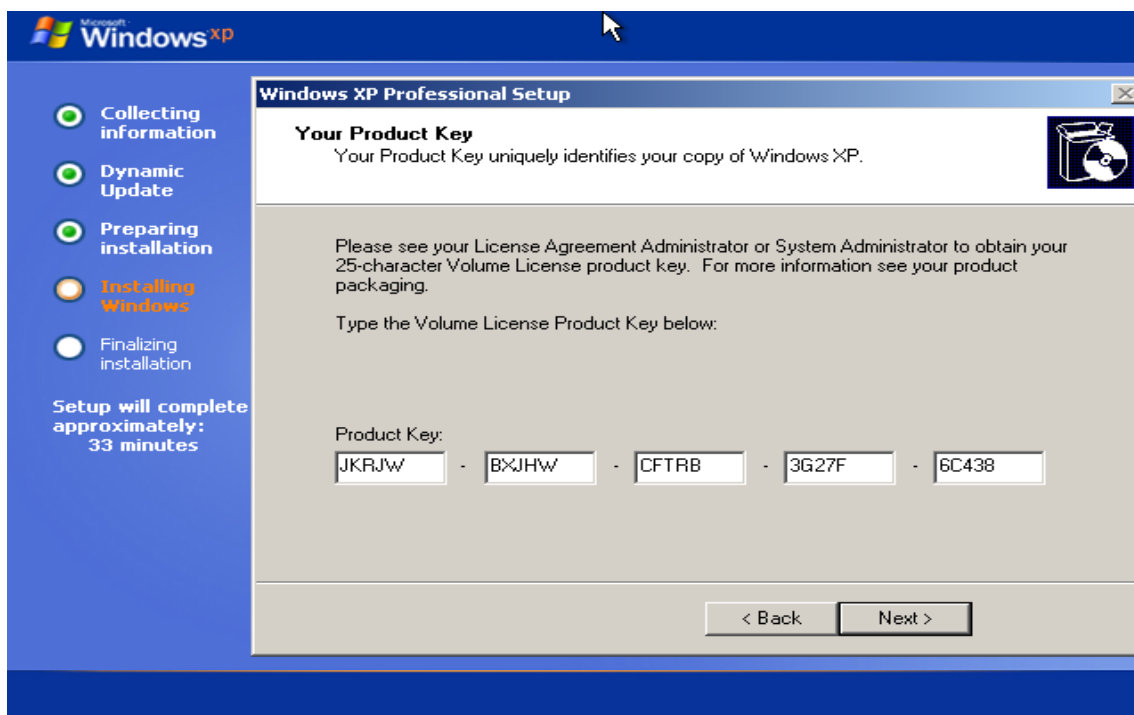 Microsoft
Windows xp
Collecting
information
Dynamic
Update
Preparing
installation
Installing
Windows
Finalizing
installation
Setup will complete
approximately:
33 minutes
Windows XP Professional Setup
Your Product Key
Your Product Key uniquely identifies your copy of Windows XP.
Please see your License Agreement Administrator or System Administrator to obtain your
25-character Volume License product key. For more information see your product
packaging.
Type the Volume License Product Key below:
Product Key:
JKRJW - BXJHW - CFTRB - 3G27F - 6C438
< Back Next >